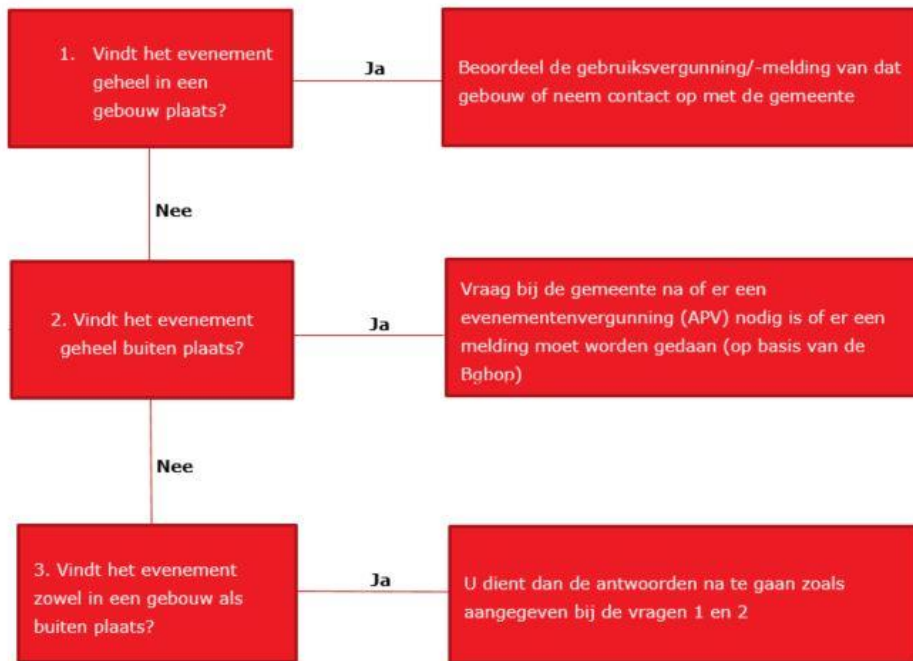 1. Vindt het evenement
geheel in een
gebouw plaats?
Ja
Beoordeel de gebruiksvergunning/-melding van dat
gebouw of neem contact op met de gemeente
Nee
2. Vindt het evenement
geheel buiten plaats?
Ja
Vraag bij de gemeente na of er een
evenementenvergunning (APV) nodig is of er een
melding moet worden gedaan (op basis van de
Bgbop)
Nee
3. Vindt het evenement
zowel in een gebouw als
buiten plaats?
Ja
U dient dan de antwoorden na te gaan zoals
aangegeven bij de vragen 1 en 2